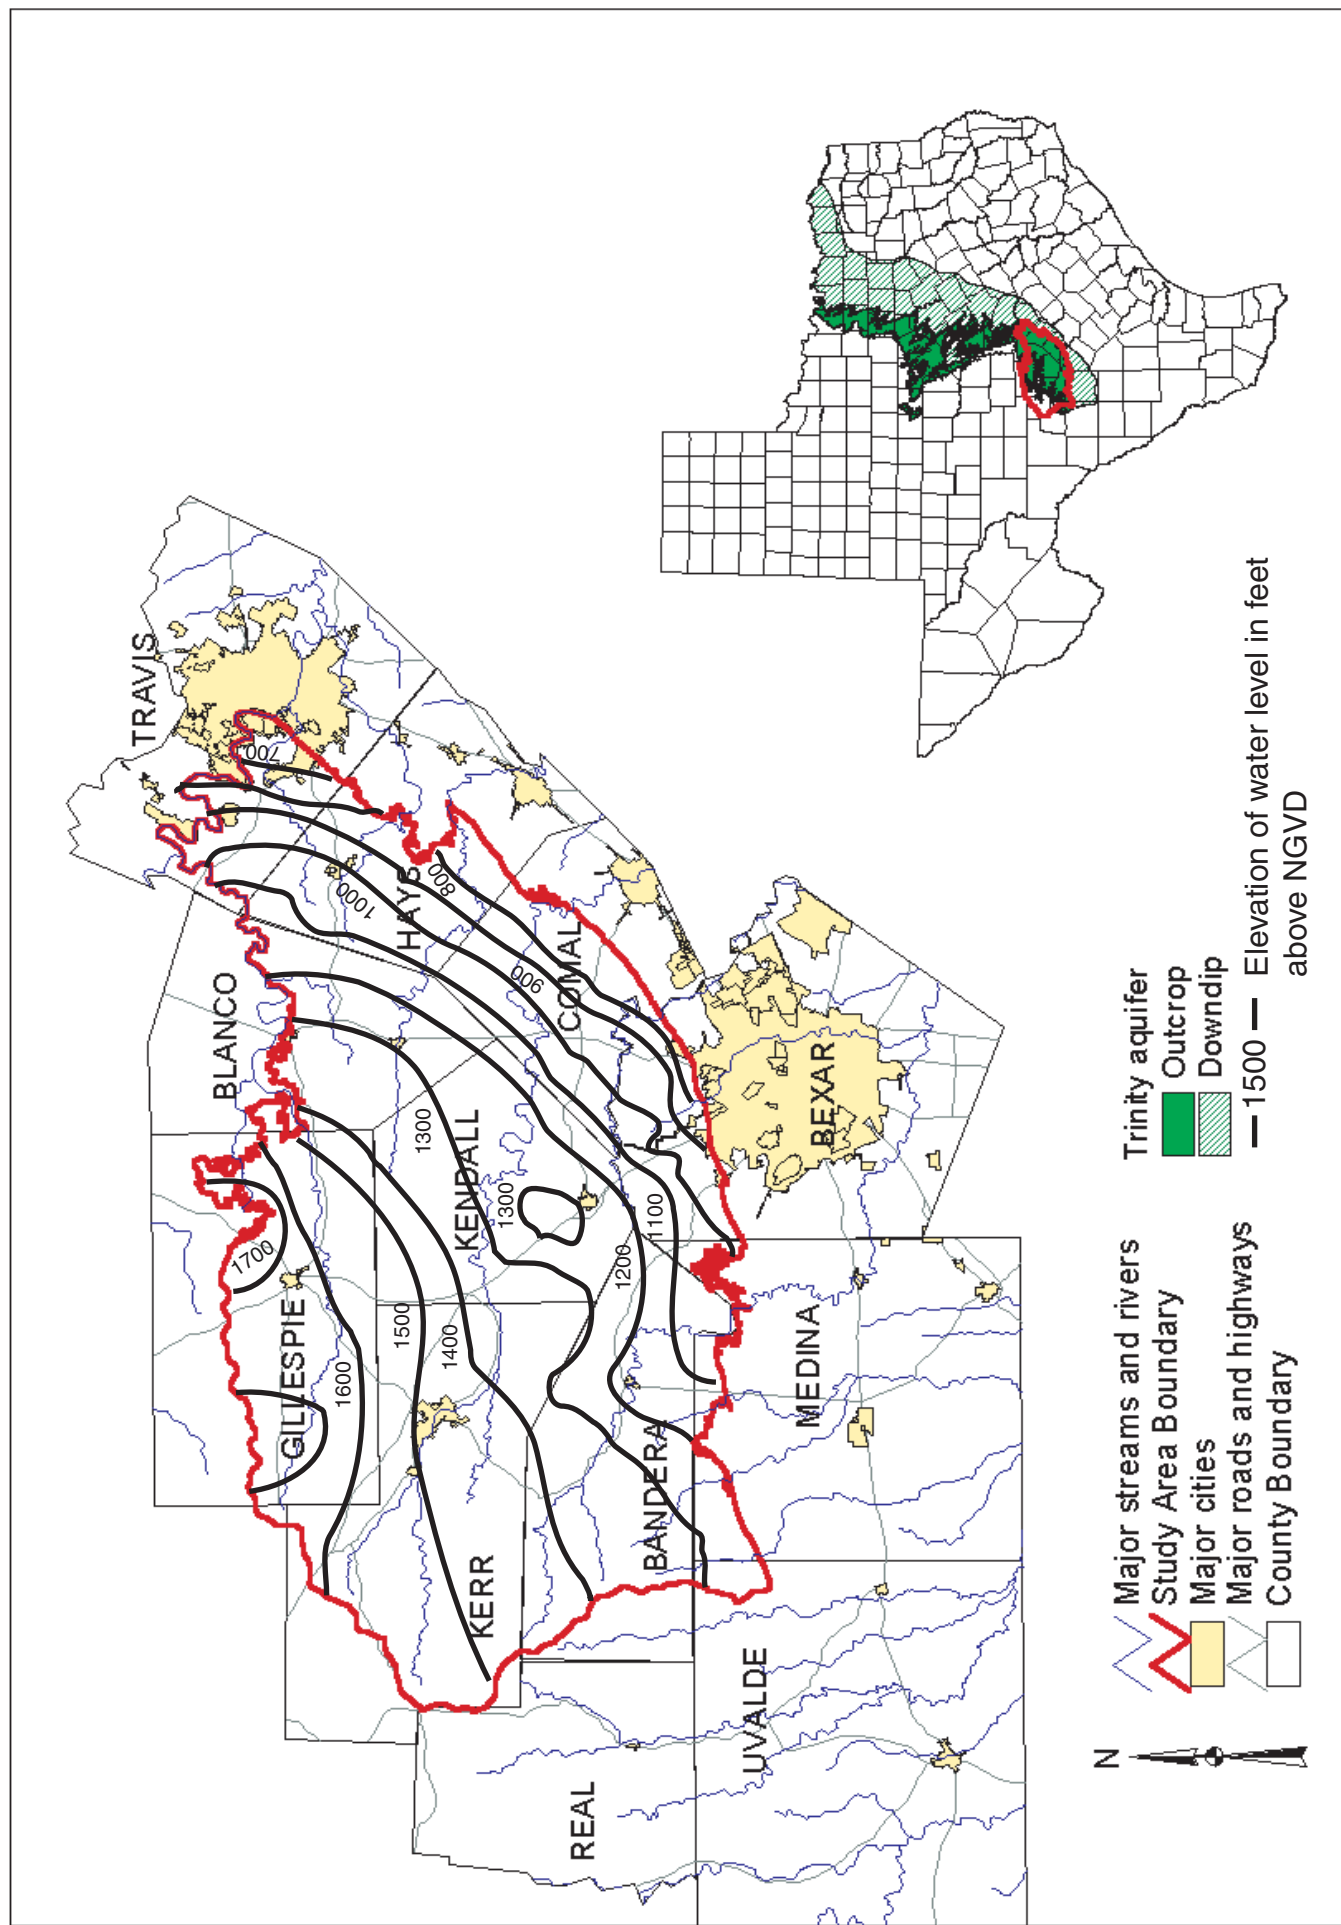 TRAVIS
BLANCO
HAYS
COMAL
GILLESPIE
KENDALL
KERR
BANDERA
BEXAR
MEDINA
REAL
UVALDE
700
800
900
1000
1100
1200
1300
1300
1400
1500
1600
1700
N
Major streams and rivers
Study Area Boundary
Major cities
Major roads and highways
County Boundary
Trinity aquifer
Outcrop
Downdip
1500 Elevation of water level in feet
above NGVD